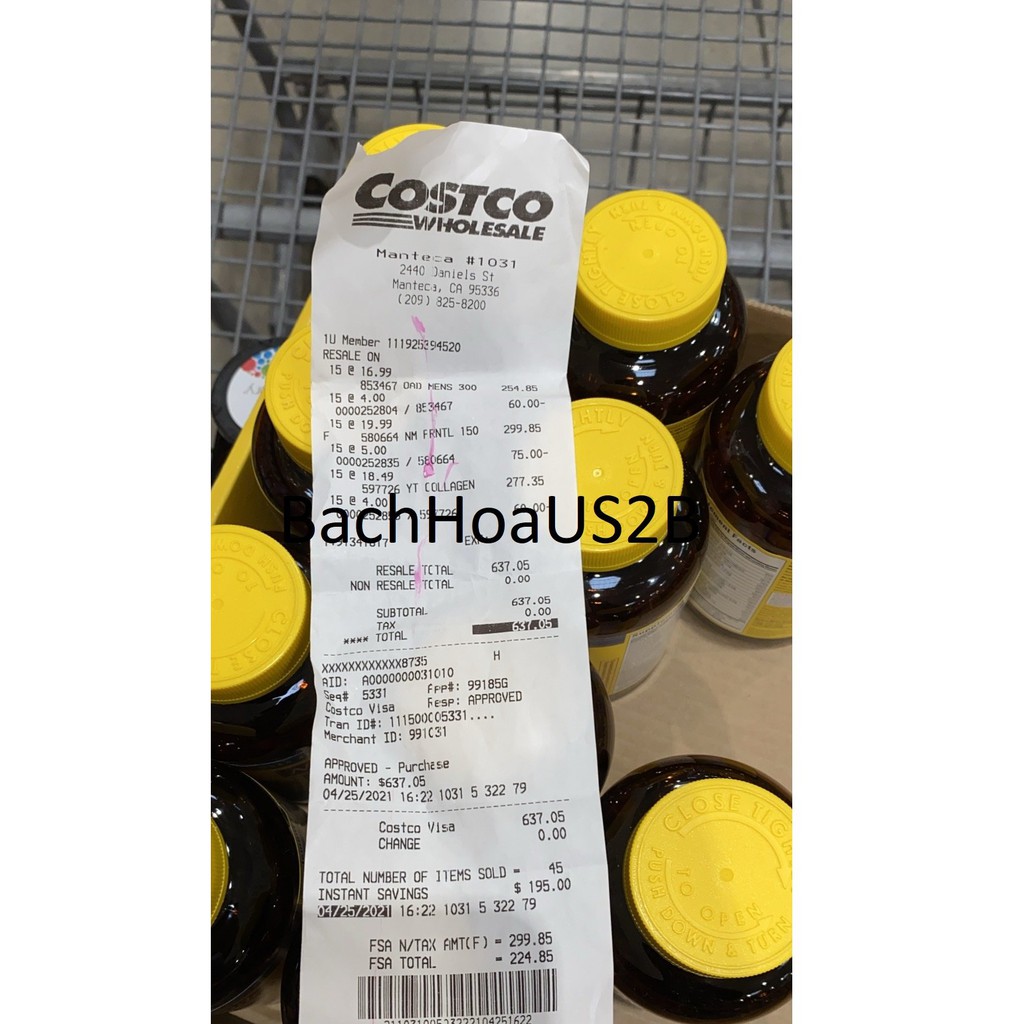 COSTCO
WHOLESALE
Manteca #1031
2440 Daniels St
Manteca, CA 95336
(209) 825-8200
1U Member 111925394520
RESALE ON
15 @ 16.99
853467 OAD MENS 300 254.85
15 @ 4.00
0000252804 / 853467 60.00-
15 @ 19.99
F 580664 NM PRNTL 150 299.85
15 @ 5.00
0000252835 / 580664 75.00-
15 @ 18.49
597726 YT COLLAGEN 277.35
15 @ 4.00
/ 597726 60.00-
BachHoaUS2B
RESALE TOTAL 637.05
NON RESALE TOTAL 0.00
SUBTOTAL 637.05
TAX 0.00
**** TOTAL 637.05
XXXXXXXXXXXX8735 H
AID: A0000000031010
Seq# 5331 App#: 99185G
Costco Visa Resp: APPROVED
Tran ID#: 111500005331....
Merchant ID: 991031
APPROVED - Purchase
AMOUNT: $637.05
04/25/2021 16:22 1031 5 322 79
Costco Visa 637.05
CHANGE 0.00
TOTAL NUMBER OF ITEMS SOLD = 45
INSTANT SAVINGS $ 195.00
04/25/2021 16:22 1031 5 322 79
FSA N/TAX AMT(F) = 299.85
FSA TOTAL = 224.85
CLOSE TIGHTLY
PUSH DOWN & TURN
TO OPEN